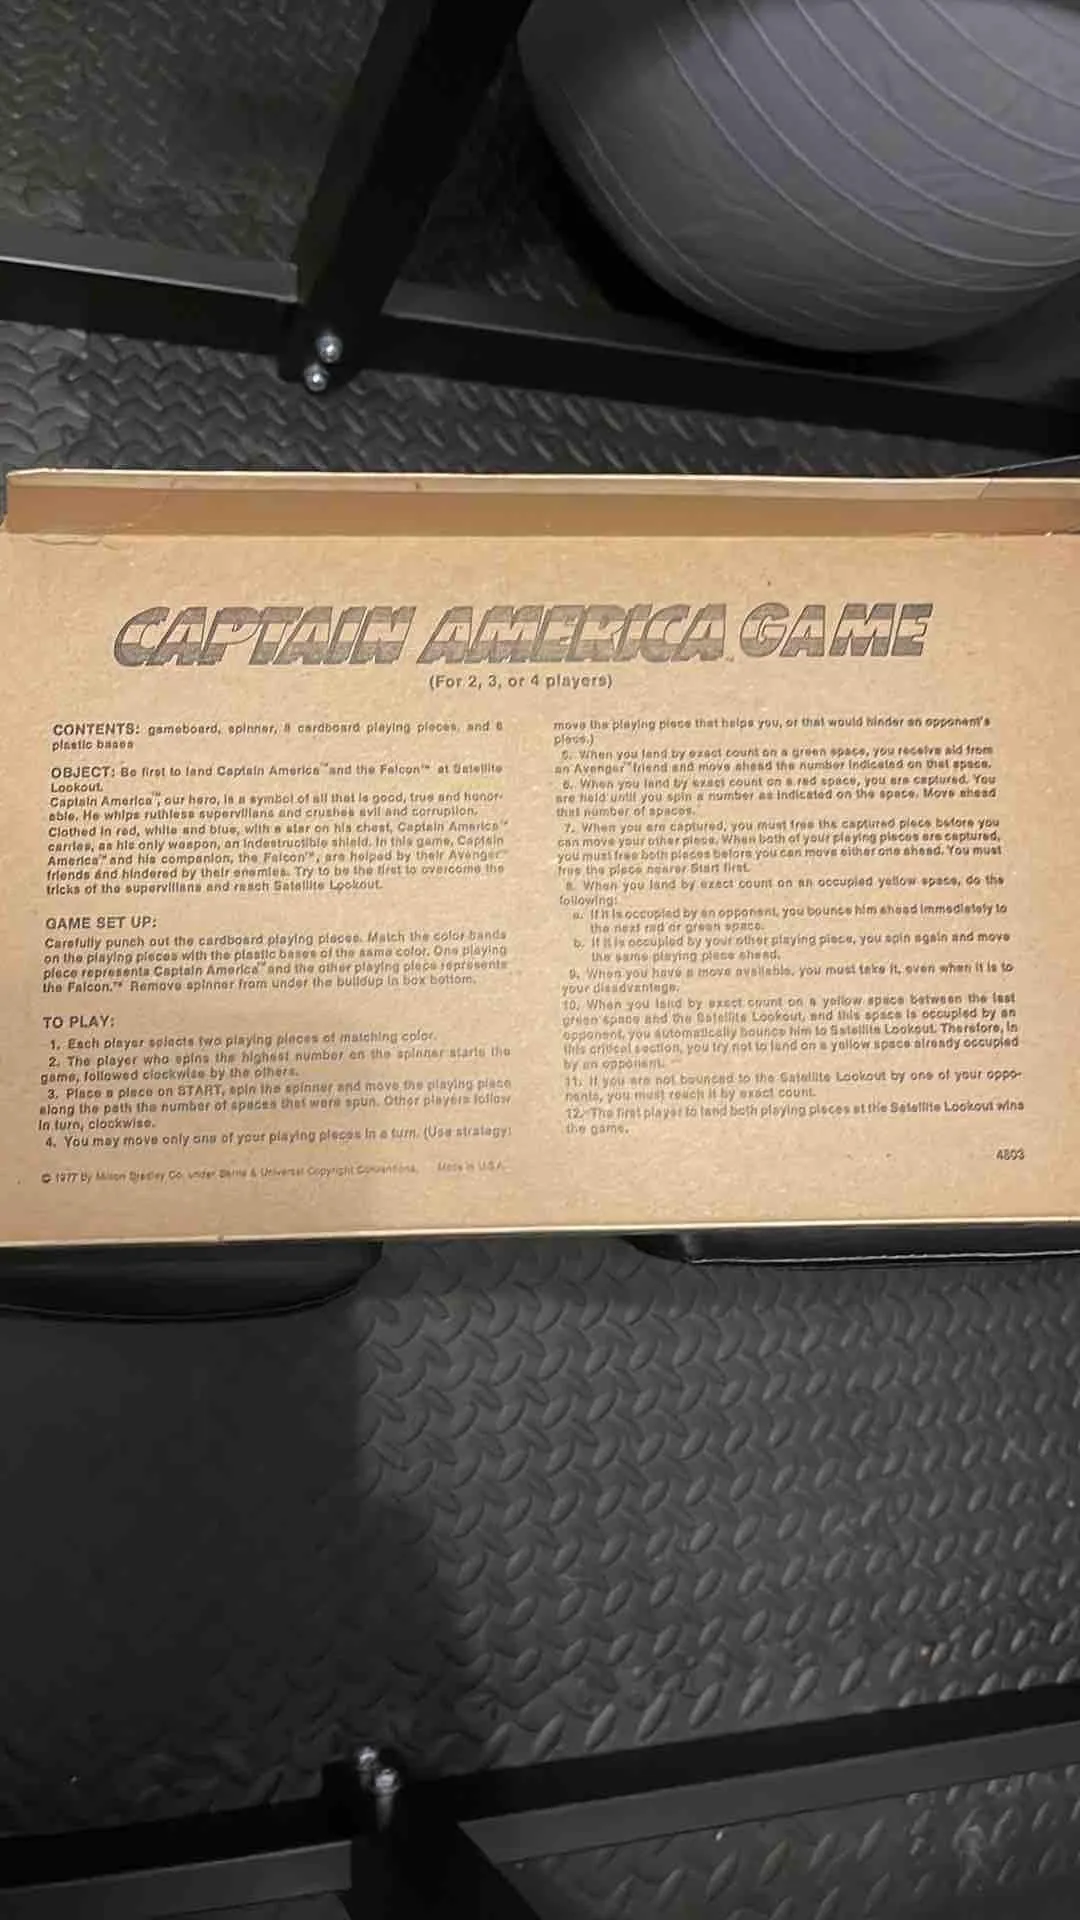 CAPTAIN AMERICA™ GAME
(For 2, 3, or 4 players)
CONTENTS: gameboard, spinner, 8 cardboard playing pieces, and 8
plastic bases
OBJECT: Be first to land Captain America™ and the Falcon™ at Satellite
Lookout.
Captain America™, our hero, is a symbol of all that is good, true and honor-
able. He whips ruthless supervillans and crushes evil and corruption.
Clothed in red, white and blue, with a star on his chest, Captain America™
carries, as his only weapon, an indestructible shield. In this game, Captain
America™ and his companion, the Falcon™, are helped by their Avenger™
friends and hindered by their enemies. Try to be the first to overcome the
tricks of the supervillans and reach Satellite Lookout.
GAME SET UP:
Carefully punch out the cardboard playing pieces. Match the color bands
on the playing pieces with the plastic bases of the same color. One playing
piece represents Captain America™ and the other playing piece represents
the Falcon.™ Remove spinner from under the buildup in box bottom.
TO PLAY:
1. Each player selects two playing pieces of matching color.
2. The player who spins the highest number on the spinner starts the
game, followed clockwise by the others.
3. Place a piece on START, spin the spinner and move the playing piece
along the path the number of spaces that were spun. Other players follow
in turn, clockwise.
4. You may move only one of your playing pieces in a turn. (Use strategy:
© 1977 By Milton Bradley Co. under Berne & Universal Copyright Conventions. Made in U.S.A.
move the playing piece that helps you, or that would hinder an opponent's
piece.)
5. When you land by exact count on a green space, you receive aid from
an Avenger™ friend and move ahead the number indicated on that space.
6. When you land by exact count on a red space, you are captured. You
are held until you spin a number as indicated on the space. Move ahead
that number of spaces.
7. When you are captured, you must free the captured piece before you
can move your other piece. When both of your playing pieces are captured,
you must free both pieces before you can move either one ahead. You must
free the piece nearer Start first.
8. When you land by exact count on an occupied yellow space, do the
following:
a. If it is occupied by an opponent, you bounce him ahead immediately to
the next red or green space.
b. If it is occupied by your other playing piece, you spin again and move
the same playing piece ahead.
9. When you have a move available, you must take it, even when it is to
your disadvantage.
10. When you land by exact count on a yellow space between the last
green space and the Satellite Lookout, and this space is occupied by an
opponent, you automatically bounce him to Satellite Lookout. Therefore, in
this critical section, you try not to land on a yellow space already occupied
by an opponent.
11. If you are not bounced to the Satellite Lookout by one of your oppo-
nents, you must reach it by exact count.
12. The first player to land both playing pieces at the Satellite Lookout wins
the game.
4803